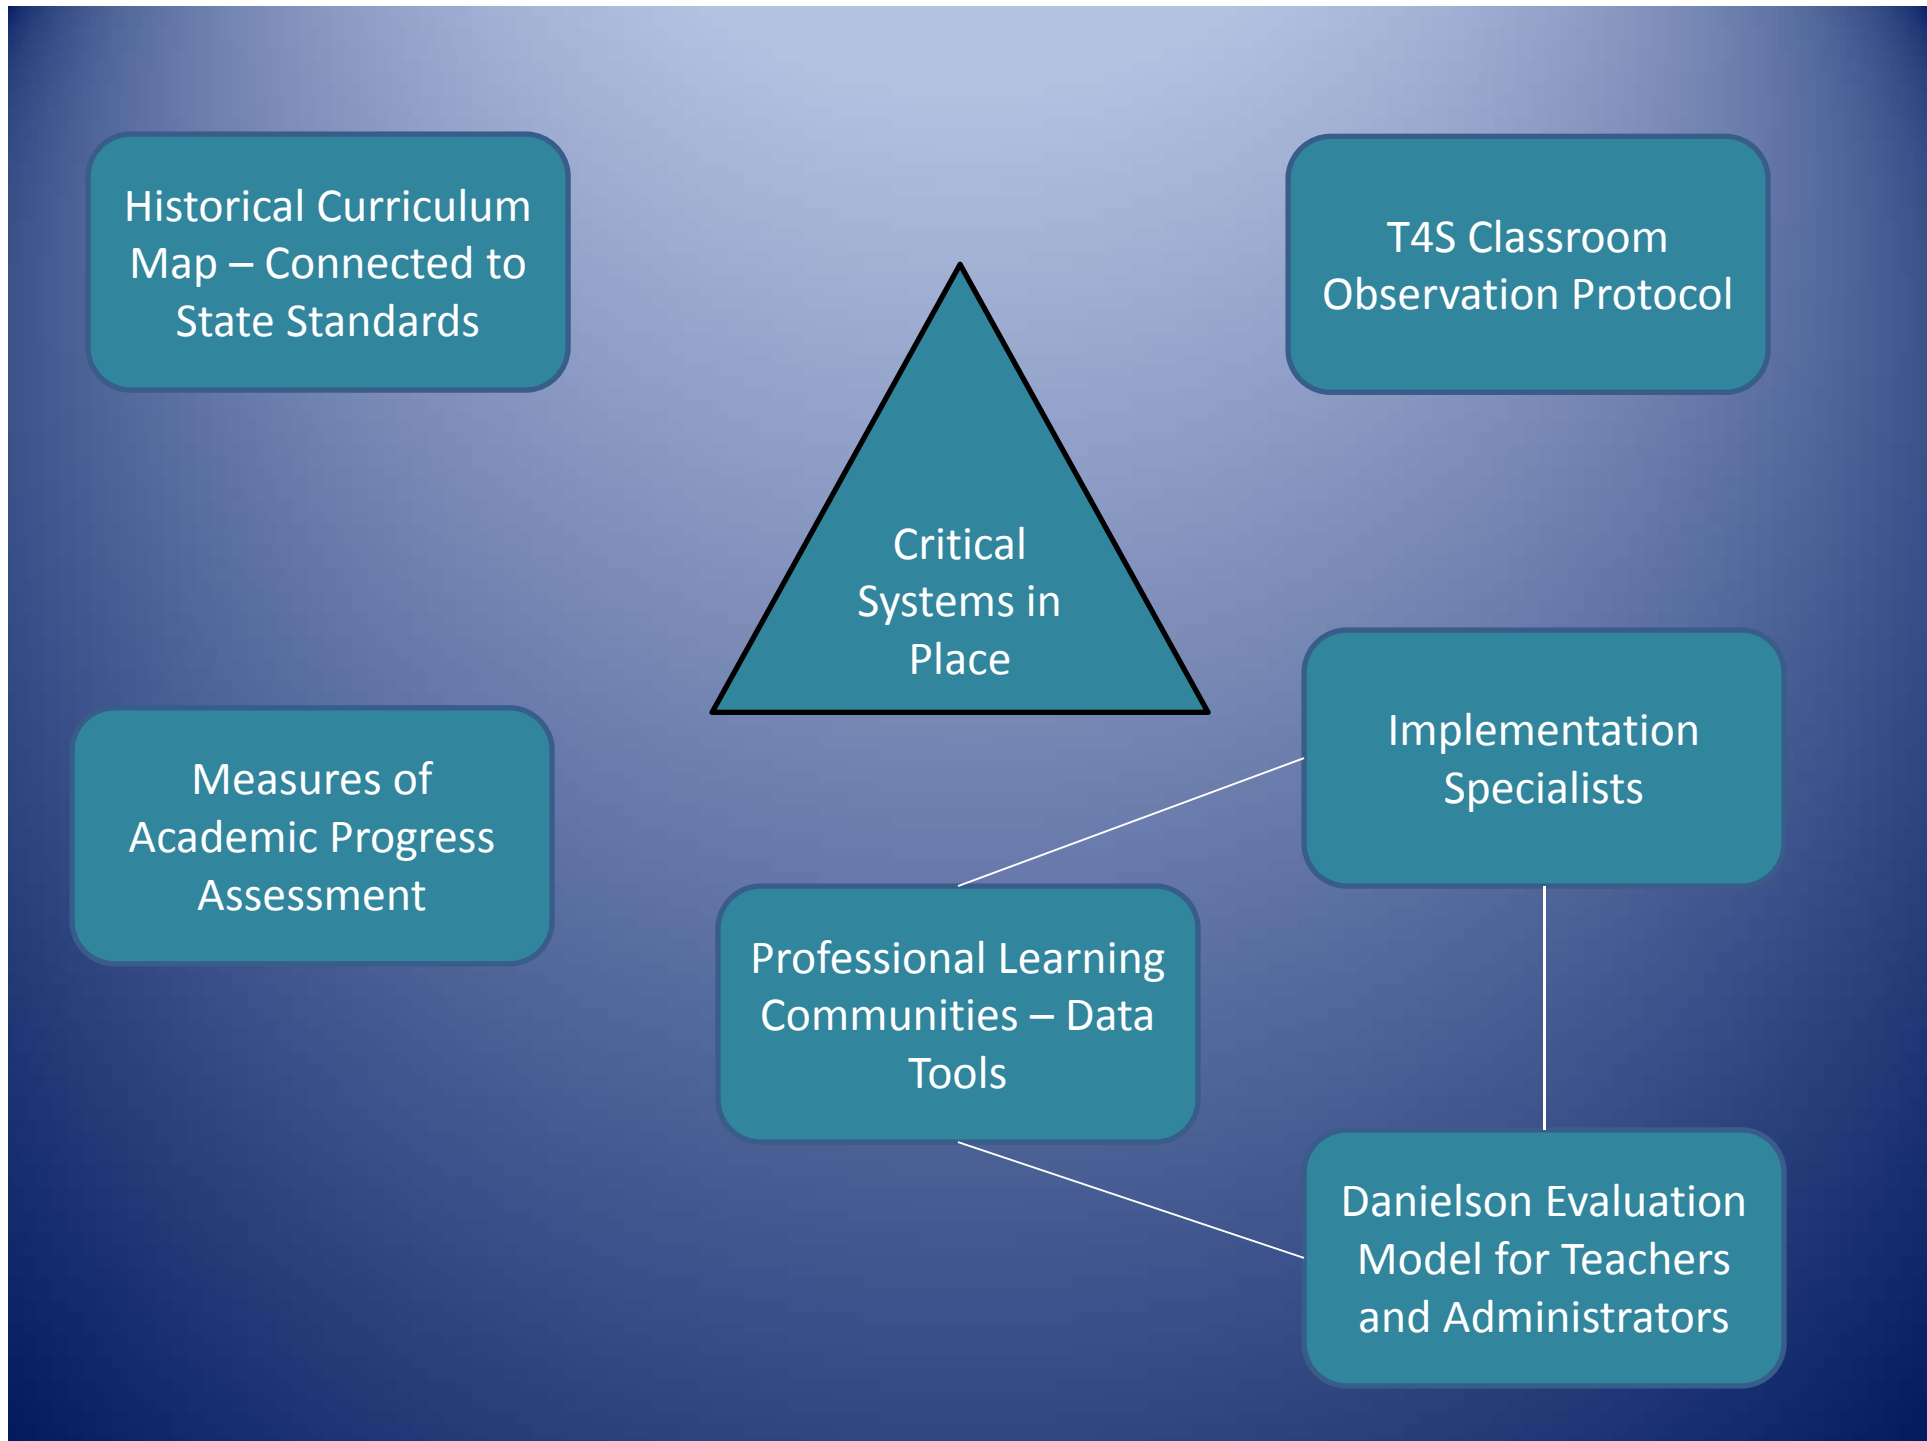 Historical Curriculum
Map – Connected to
State Standards
T4S Classroom
Observation Protocol
Critical
Systems in
Place
Implementation
Specialists
Measures of
Academic Progress
Assessment
Professional Learning
Communities – Data
Tools
Danielson Evaluation
Model for Teachers
and Administrators